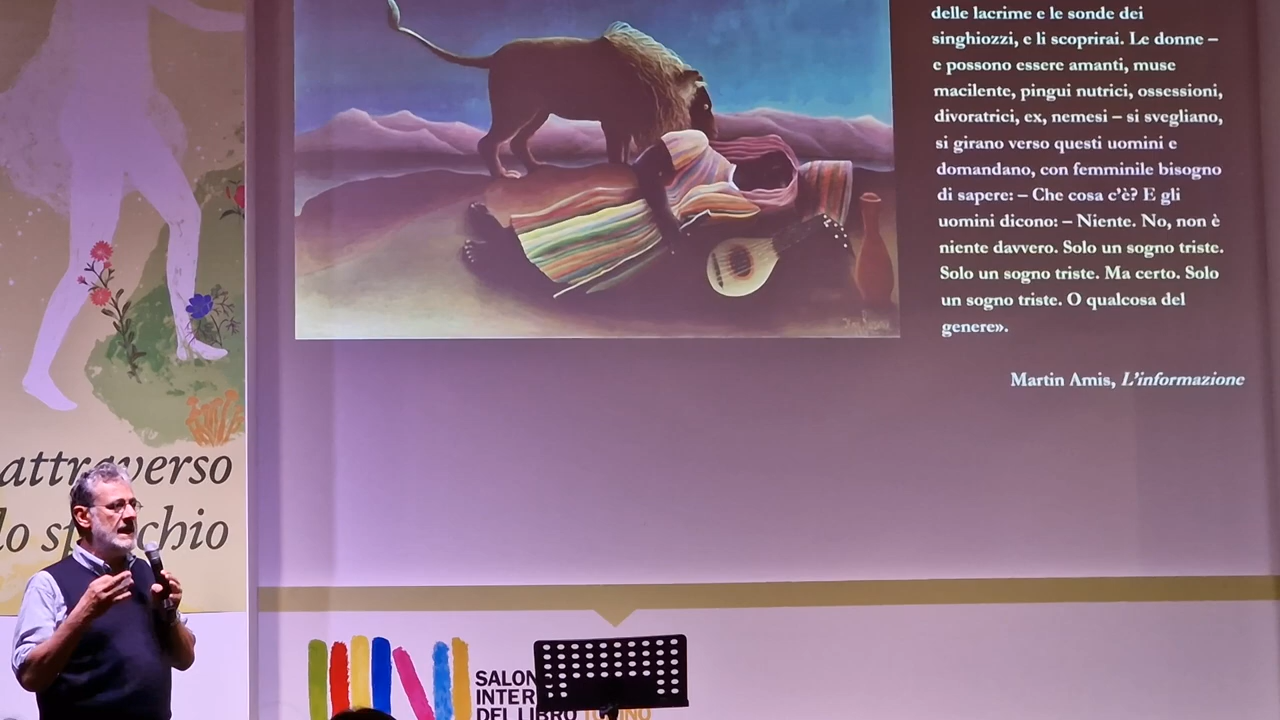 delle lacrime e le sonde dei
singhiozzi, e li scoprirai. Le donne –
e possono essere amanti, muse
macilente, pingui nutrici, ossessioni,
divoratrici, ex, nemesi – si svegliano,
si girano verso questi uomini e
domandano, con femminile bisogno
di sapere: – Che cosa c'è? E gli
uomini dicono: – Niente. No, non è
niente davvero. Solo un sogno triste.
Solo un sogno triste. Ma certo. Solo
un sogno triste. O qualcosa del
genere».
Martin Amis, L'informazione
attraverso
lo specchio
SALON
INTER
DEL LIBRO TORINO